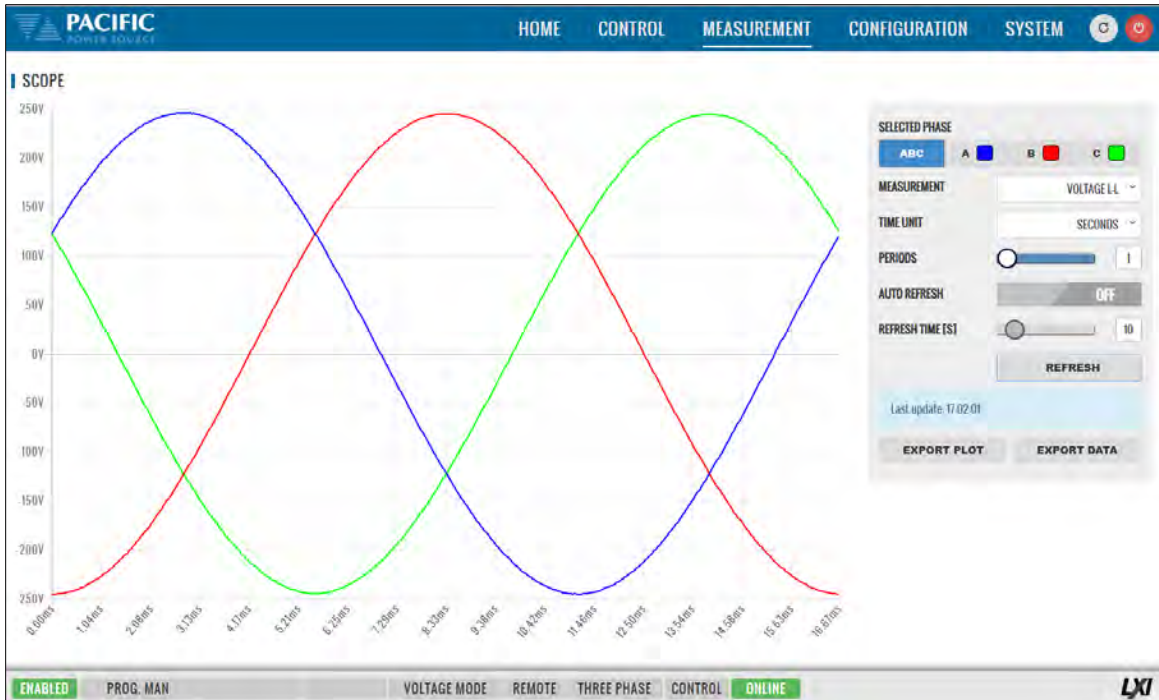 PACIFIC
POWER SOURCE
HOME CONTROL MEASUREMENT CONFIGURATION SYSTEM
SCOPE
250V
200V
150V
100V
50V
0V
-50V
100V
150V
-200V
250V
0.00ms 1.04ms 2.08ms 3.13ms 4.17ms 5.21ms 6.25ms 7.29ms 8.33ms 9.38ms 10.42ms 11.46ms 12.50ms 13.54ms 14.58ms 15.63ms 16.67ms
SELECTED PHASE
ABC A B C
MEASUREMENT VOLTAGE L-L
TIME UNIT SECONDS
PERIODS 1
AUTO REFRESH OFF
REFRESH TIME [S] 10
REFRESH
Last update: 17:02:01
EXPORT PLOT EXPORT DATA
ENABLED PROG. MAN VOLTAGE MODE REMOTE THREE PHASE CONTROL ONLINE LXI